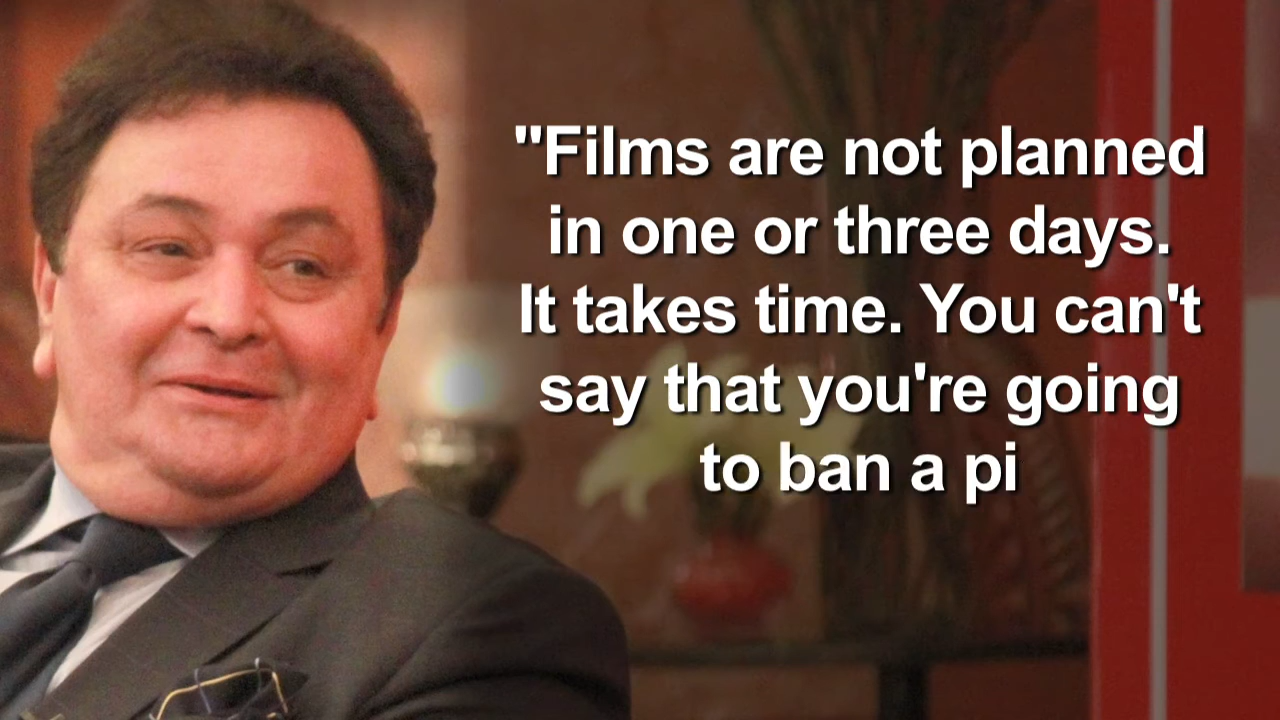 "Films are not planned
in one or three days.
It takes time. You can't
say that you're going
to ban a pi